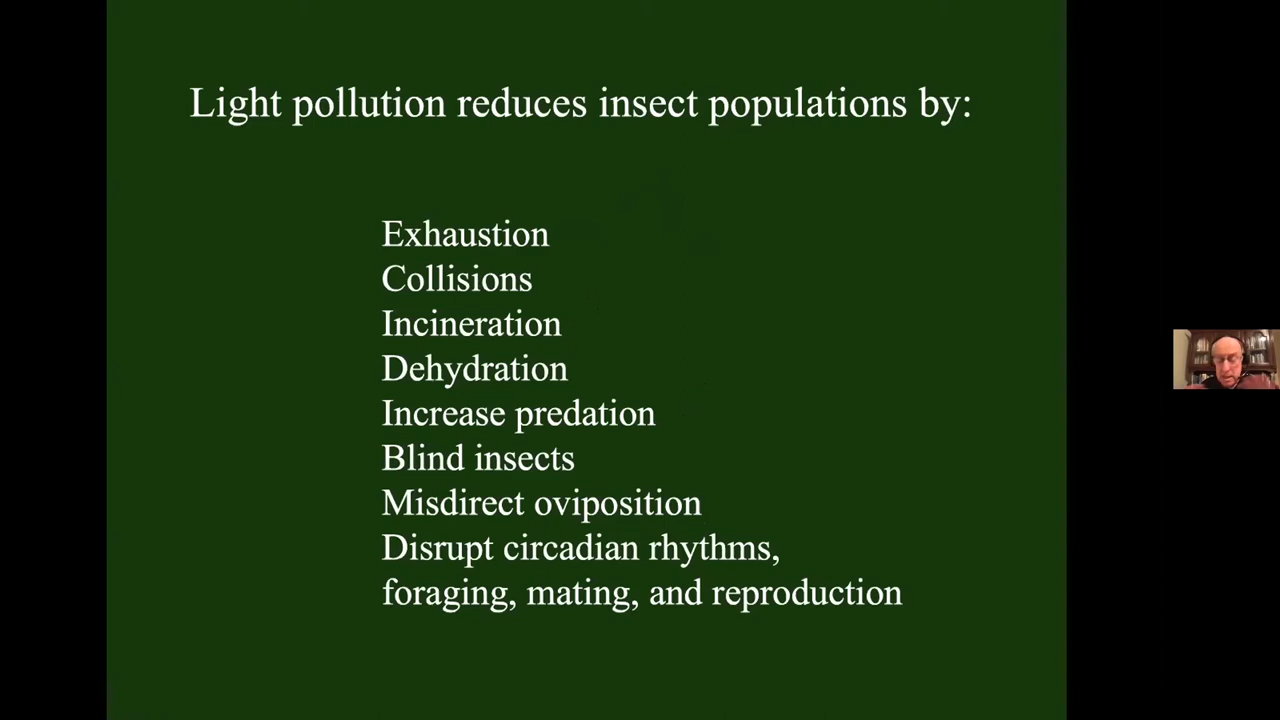 Light pollution reduces insect populations by:
Exhaustion
Collisions
Incineration
Dehydration
Increase predation
Blind insects
Misdirect oviposition
Disrupt circadian rhythms,
foraging, mating, and reproduction